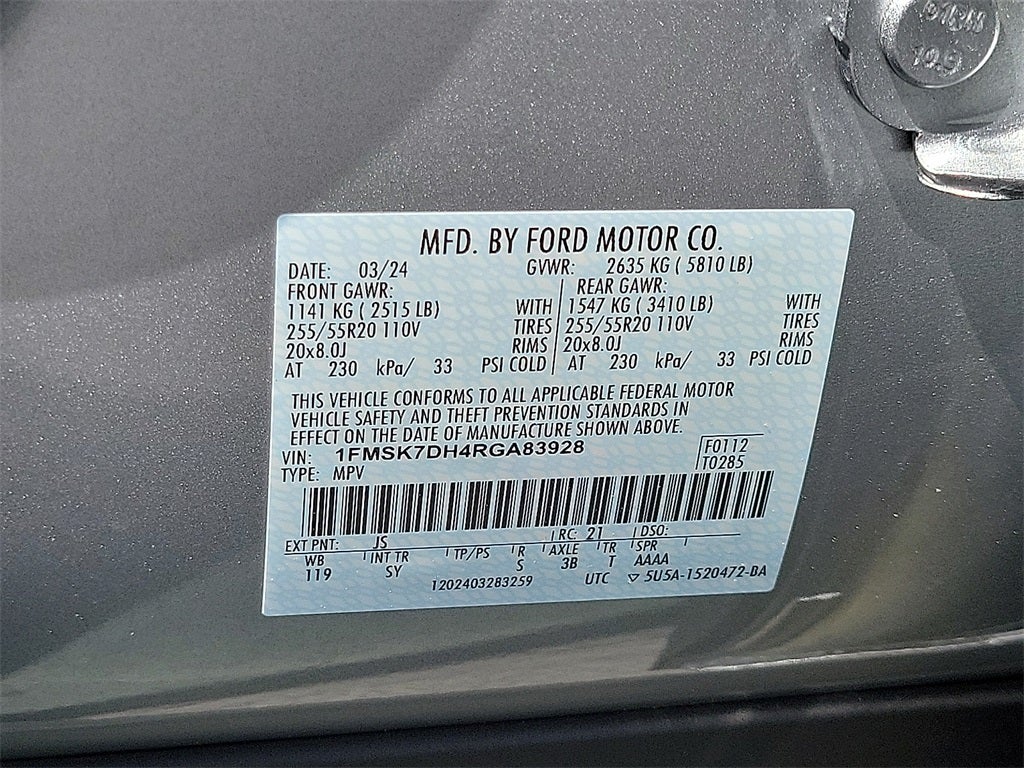 10.9
MFD. BY FORD MOTOR CO.
DATE: 03/24 GVWR: 2635 KG ( 5810 LB)
FRONT GAWR: REAR GAWR:
1141 KG ( 2515 LB) WITH 1547 KG ( 3410 LB) WITH
255/55R20 110V TIRES 255/55R20 110V TIRES
20x8.0J RIMS 20x8.0J RIMS
AT 230 kPa/ 33 PSI COLD AT 230 kPa/ 33 PSI COLD
THIS VEHICLE CONFORMS TO ALL APPLICABLE FEDERAL MOTOR
VEHICLE SAFETY AND THEFT PREVENTION STANDARDS IN
EFFECT ON THE DATE OF MANUFACTURE SHOWN ABOVE.
VIN: 1FMSK7DH4RGA83928 F0112
TYPE: MPV T0285
EXT PNT: JS RC: 21 DSO:
WB INT TR TP/PS R AXLE TR SPR
119 SY S 3B T AAAA
1202403283259 UTC ▽ 5U5A-1520472-BA